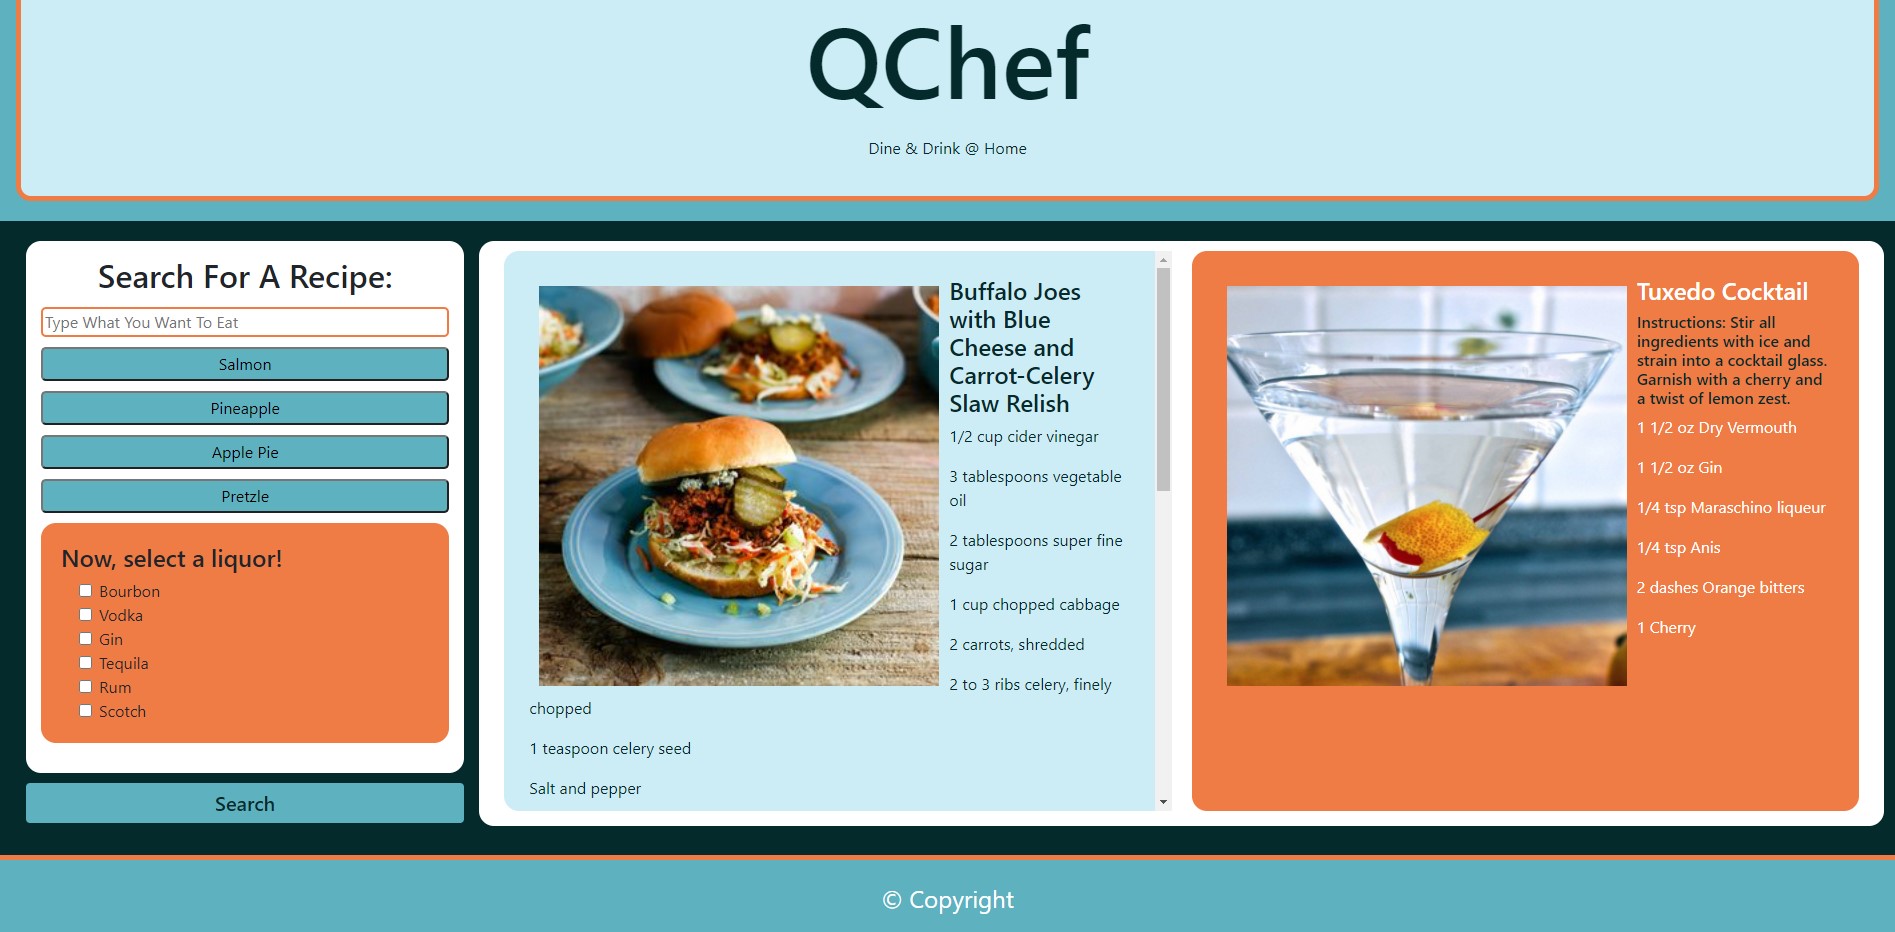 QChef
Dine & Drink @ Home
Search For A Recipe:
Type What You Want To Eat
Salmon
Pineapple
Apple Pie
Pretzle
Now, select a liquor!
Bourbon
Vodka
Gin
Tequila
Rum
Scotch
Search
Buffalo Joes
with Blue
Cheese and
Carrot-Celery
Slaw Relish
1/2 cup cider vinegar
3 tablespoons vegetable
oil
2 tablespoons super fine
sugar
1 cup chopped cabbage
2 carrots, shredded
2 to 3 ribs celery, finely
chopped
1 teaspoon celery seed
Salt and pepper
Tuxedo Cocktail
Instructions: Stir all
ingredients with ice and
strain into a cocktail glass.
Garnish with a cherry and
a twist of lemon zest.
1 1/2 oz Dry Vermouth
1 1/2 oz Gin
1/4 tsp Maraschino liqueur
1/4 tsp Anis
2 dashes Orange bitters
1 Cherry
© Copyright